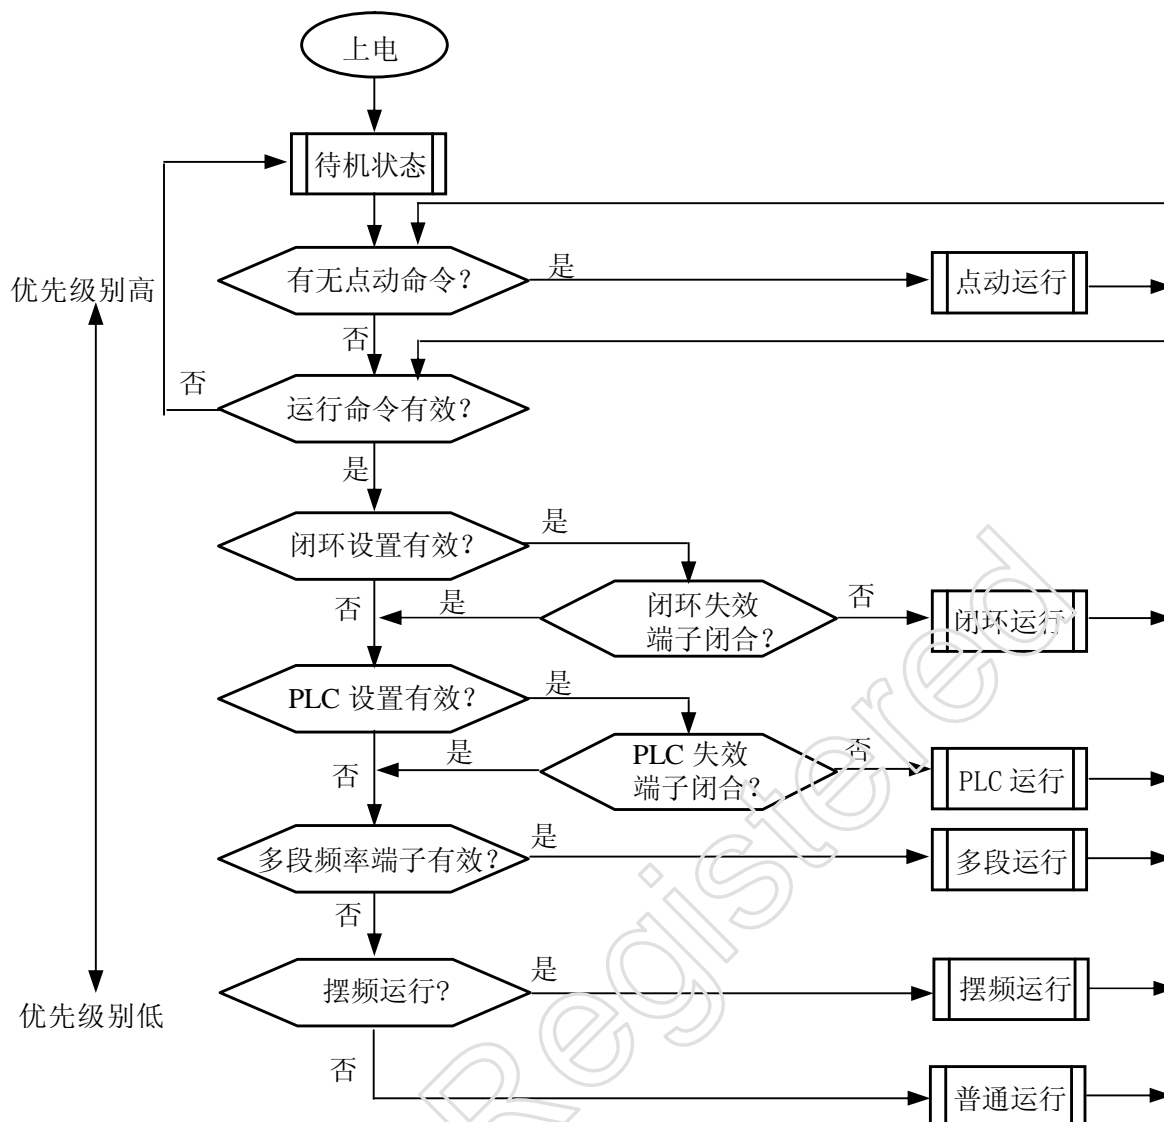 上电
待机状态
有无点动命令？
是
点动运行
优先级别高
否
否
运行命令有效？
是
闭环设置有效？
是
否
是
闭环失效
端子闭合？
否
闭环运行
PLC 设置有效？
是
否
是
PLC 失效
端子闭合？
否
PLC 运行
多段频率端子有效？
是
多段运行
否
摆频运行?
是
摆频运行
优先级别低
否
普通运行
Registered